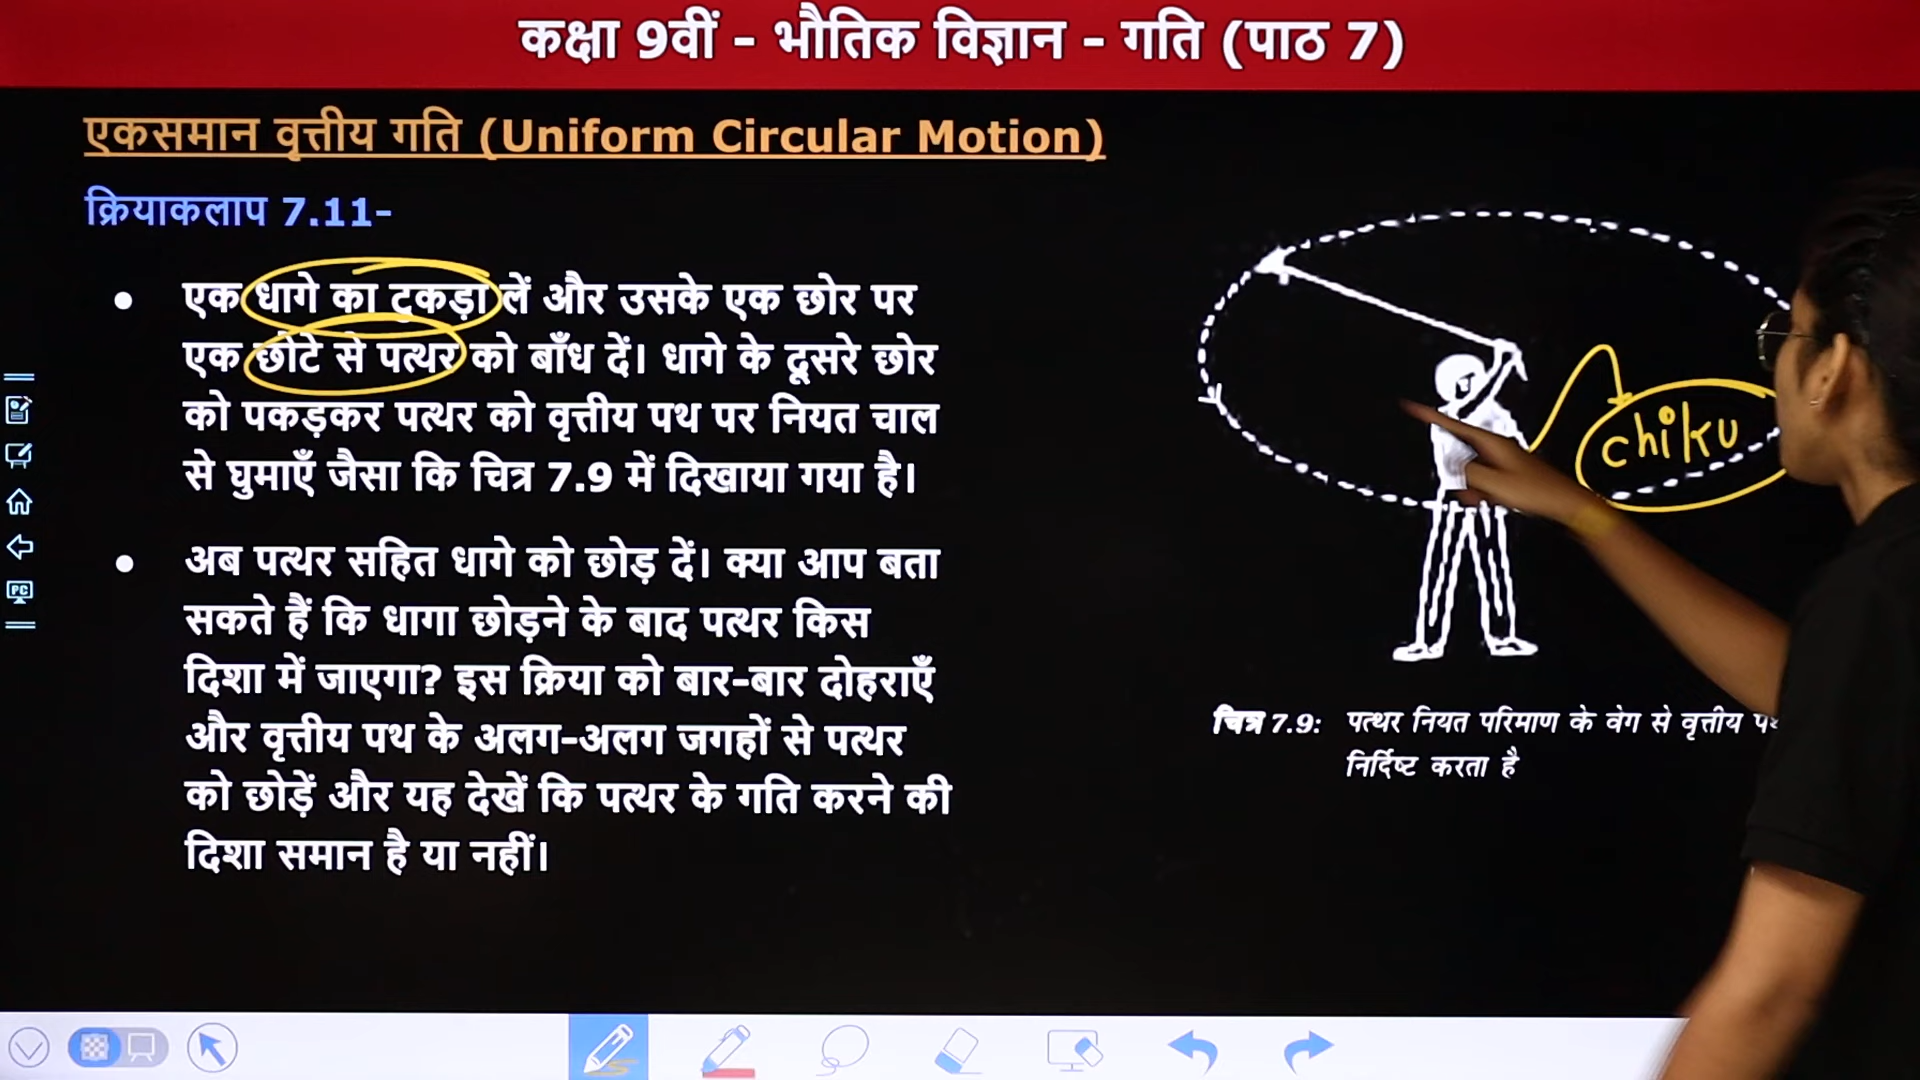 कक्षा 9वीं - भौतिक विज्ञान - गति (पाठ 7)
एकसमान वृत्तीय गति (Uniform Circular Motion)
क्रियाकलाप 7.11-
एक धागे का टुकड़ा लें और उसके एक छोर पर
एक छोटे से पत्थर को बाँध दें। धागे के दूसरे छोर
को पकड़कर पत्थर को वृत्तीय पथ पर नियत चाल
से घुमाएँ जैसा कि चित्र 7.9 में दिखाया गया है।
अब पत्थर सहित धागे को छोड़ दें। क्या आप बता
सकते हैं कि धागा छोड़ने के बाद पत्थर किस
दिशा में जाएगा? इस क्रिया को बार-बार दोहराएँ
और वृत्तीय पथ के अलग-अलग जगहों से पत्थर
को छोड़ें और यह देखें कि पत्थर के गति करने की
दिशा समान है या नहीं।
chiku
चित्र 7.9: पत्थर नियत परिमाण के वेग से वृत्तीय
निर्दिष्ट करता है
PC